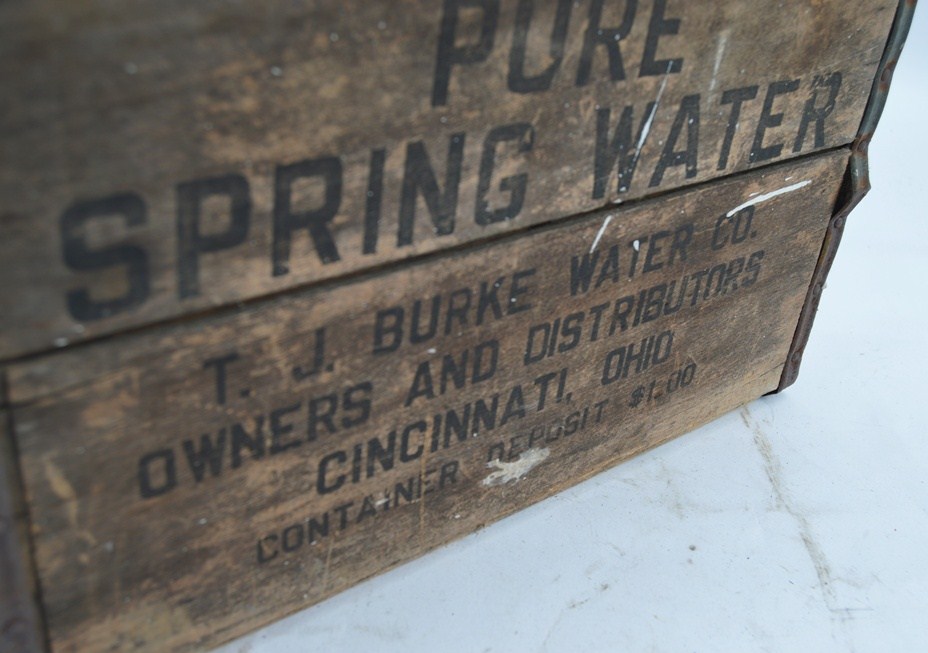 PURE
SPRING WATER
T. J. BURKE WATER CO.
OWNERS AND DISTRIBUTORS
CINCINNATI, OHIO
CONTAINER DEPOSIT $1.00